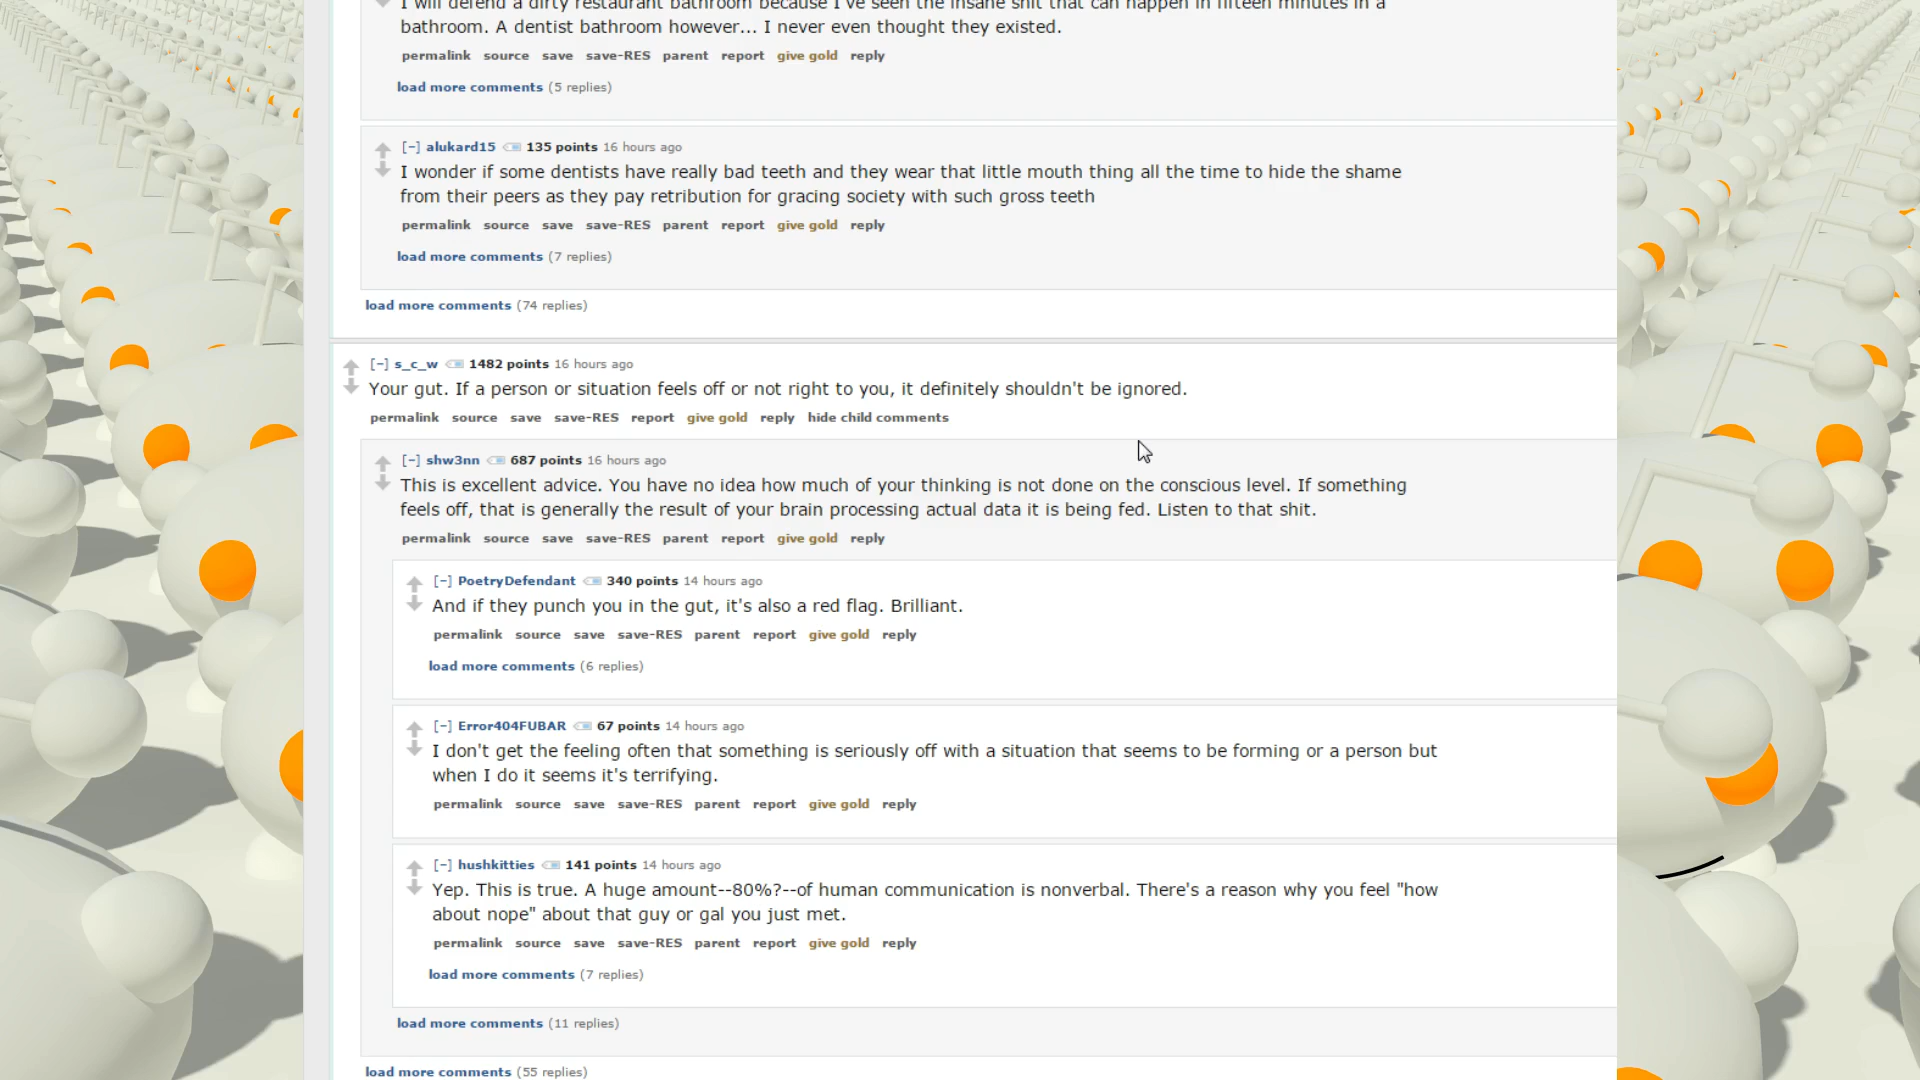 I will defend a dirty restaurant bathroom because I've seen the insane shit that can happen in fifteen minutes in a
bathroom. A dentist bathroom however... I never even thought they existed.
permalink source save save-RES parent report give gold reply
load more comments (5 replies)
[-] alukard15 135 points 16 hours ago
I wonder if some dentists have really bad teeth and they wear that little mouth thing all the time to hide the shame
from their peers as they pay retribution for gracing society with such gross teeth
permalink source save save-RES parent report give gold reply
load more comments (7 replies)
load more comments (74 replies)
[-] s_c_w 1482 points 16 hours ago
Your gut. If a person or situation feels off or not right to you, it definitely shouldn't be ignored.
permalink source save save-RES report give gold reply hide child comments
[-] shw3nn 687 points 16 hours ago
This is excellent advice. You have no idea how much of your thinking is not done on the conscious level. If something
feels off, that is generally the result of your brain processing actual data it is being fed. Listen to that shit.
permalink source save save-RES parent report give gold reply
[-] PoetryDefendant 340 points 14 hours ago
And if they punch you in the gut, it's also a red flag. Brilliant.
permalink source save save-RES parent report give gold reply
load more comments (6 replies)
[-] Error404FUBAR 67 points 14 hours ago
I don't get the feeling often that something is seriously off with a situation that seems to be forming or a person but
when I do it seems it's terrifying.
permalink source save save-RES parent report give gold reply
[-] hushkitties 141 points 14 hours ago
Yep. This is true. A huge amount--80%?--of human communication is nonverbal. There's a reason why you feel "how
about nope" about that guy or gal you just met.
permalink source save save-RES parent report give gold reply
load more comments (7 replies)
load more comments (11 replies)
load more comments (55 replies)